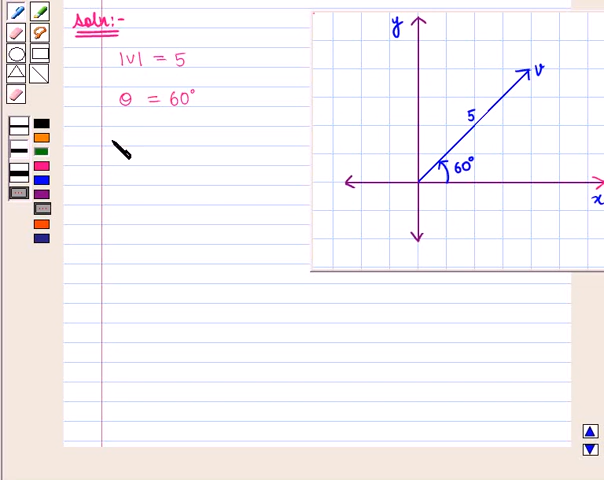 Soln:-
|v| = 5
θ = 60°
y
v
5
60°
x